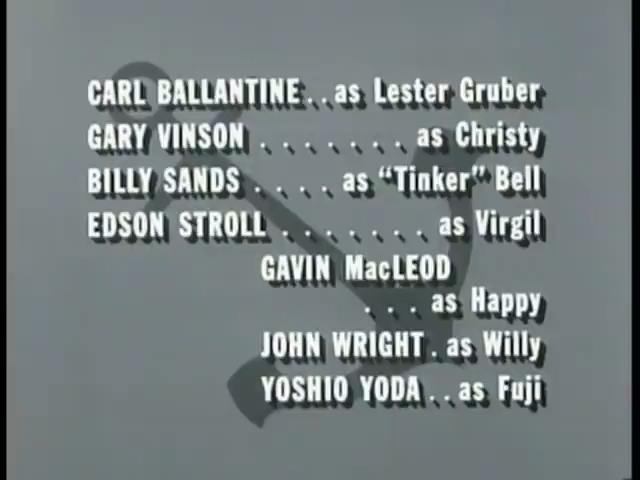 CARL BALLANTINE . . as Lester Gruber
GARY VINSON . . . . . . . as Christy
BILLY SANDS . . . . as "Tinker" Bell
EDSON STROLL . . . . . . . as Virgil
GAVIN MacLEOD
. . . as Happy
JOHN WRIGHT . as Willy
YOSHIO YODA . . as Fuji